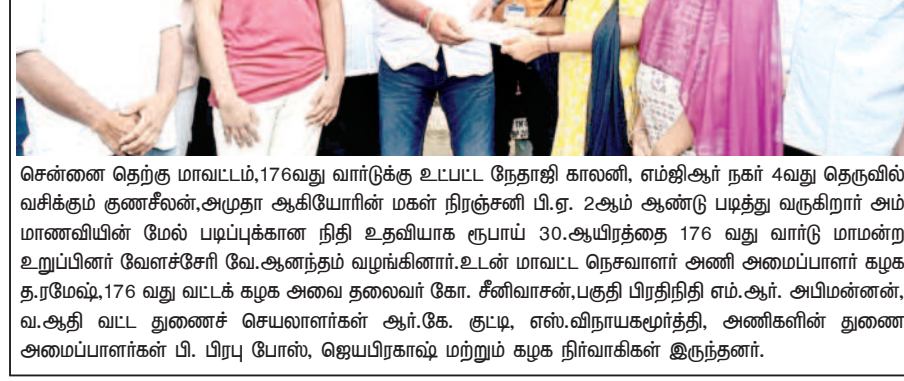 சென்னை தெற்கு மாவட்டம்,176வது வார்டுக்கு உட்பட்ட நேதாஜி காலனி, எம்ஜிஆர் நகர் 4வது தெருவில்
வசிக்கும் குணசீலன்,அமுதா ஆகியோரின் மகள் நிரஞ்சனி பி.ஏ. 2ஆம் ஆண்டு படித்து வருகிறார் அம்
மாணவியின் மேல் படிப்புக்கான நிதி உதவியாக ரூபாய் 30.ஆயிரத்தை 176 வது வார்டு மாமன்ற
உறுப்பினர் வேளச்சேரி வே.ஆனந்தம் வழங்கினார்.உடன் மாவட்ட நெசவாளர் அணி அமைப்பாளர் கழக
த.ரமேஷ்,176 வது வட்டக் கழக அவை தலைவர் கோ. சீனிவாசன்,பகுதி பிரதிநிதி எம்.ஆர். அபிமன்னன்,
வ.ஆதி வட்ட துணைச் செயலாளர்கள் ஆர்.கே. குட்டி, எஸ்.விநாயகமூர்த்தி, அணிகளின் துணை
அமைப்பாளர்கள் பி. பிரபு போஸ், ஜெயபிரகாஷ் மற்றும் கழக நிர்வாகிகள் இருந்தனர்.